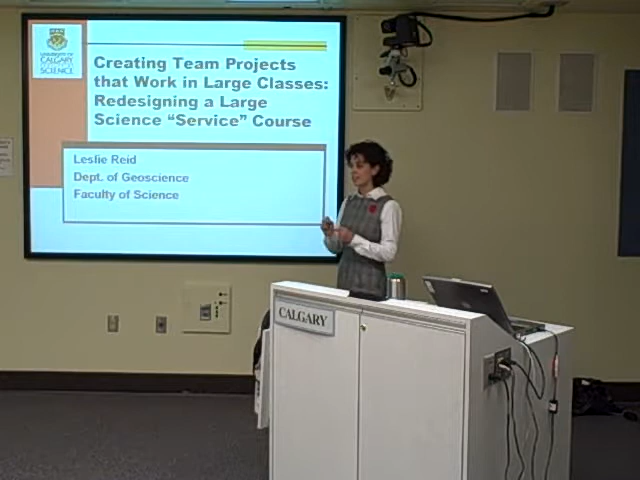 UNIVERSITY OF
CALGARY
SCIENCE
Creating Team Projects
that Work in Large Classes:
Redesigning a Large
Science “Service” Course
Leslie Reid
Dept. of Geoscience
Faculty of Science
CALGARY